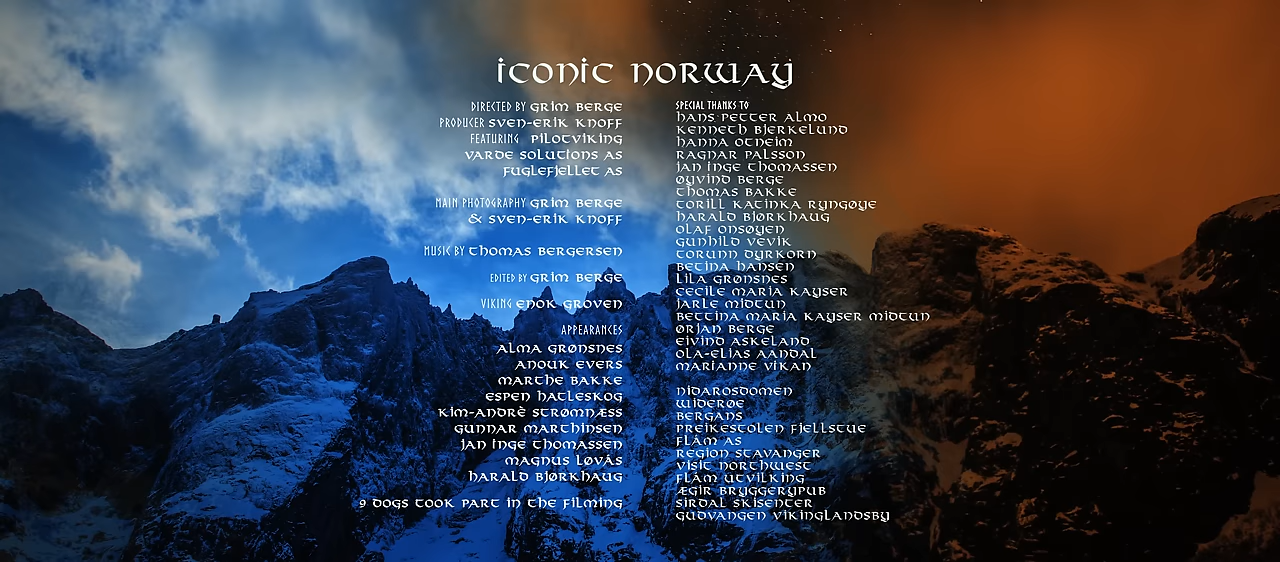 ICONIC NORWAY
DIRECTED BY GRIM BERGE
PRODUCER SVEN-ERIK KNOFF
FEATURING PILOTVIKING
VARDE SOLUTIONS AS
FUGLEFJELLET AS
MAIN PHOTOGRAPHY GRIM BERGE
& SVEN-ERIK KNOFF
MUSIC BY THOMAS BERGERSEN
EDITED BY GRIM BERGE
VIKING ENOK GROVEN
APPEARANCES
ALMA GRØNSNES
ANOUK EVERS
MARTHE BAKKE
ESPEN HATLESKOG
KIM-ANDRÈ STRØMNÆSS
GUNNAR MARTHINSEN
JAN INGE THOMASSEN
MAGNUS LØVÅS
HARALD BJØRKHAUG
9 DOGS TOOK PART IN THE FILMING
SPECIAL THANKS TO
HANS PETTER ALMO
KENNETH BJERKELUND
HANNA OTNEIM
RAGNAR PALSSON
JAN INGE THOMASSEN
ØYVIND BERGE
THOMAS BAKKE
TORILL KATINKA RYNGØYE
HARALD BJØRKHAUG
OLAF ONSØYEN
GUNHILD VEVIK
TORUNN DYRKORN
BETINA HANSEN
LILA GRØNSNES
CECILE MARIA KAYSER
JARLE MIDTUN
BETTINA MARIA KAYSER MIDTUN
ØRJAN BERGE
EIVIND ASKELAND
OLA-ELIAS AANDAL
MARIANNE VIKAN
NIDAROSDOMEN
WIDERØE
BERGANS
PREIKESTOLEN FJELLSTUE
FLÅM AS
REGION STAVANGER
VISIT NORTHWEST
FLÅM UTVIKLING
ÆGIR BRYGGERYPUB
SIRDAL SKISENTER
GUDVANGEN VIKINGLANDSBY